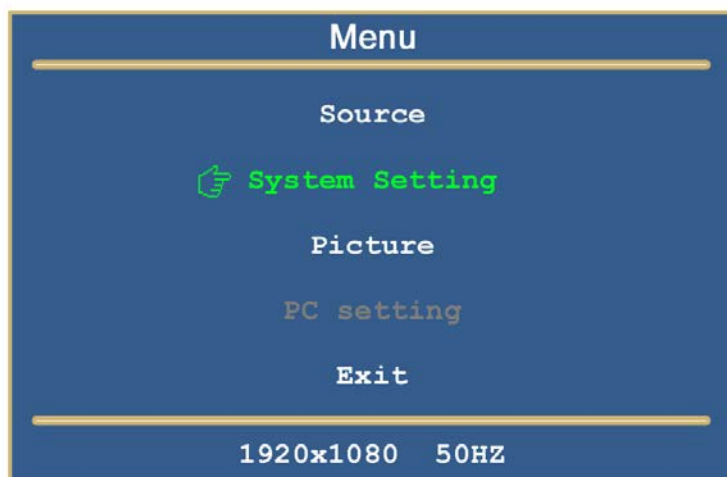 Menu
Source
System Setting
Picture
PC setting
Exit
1920x1080 50HZ